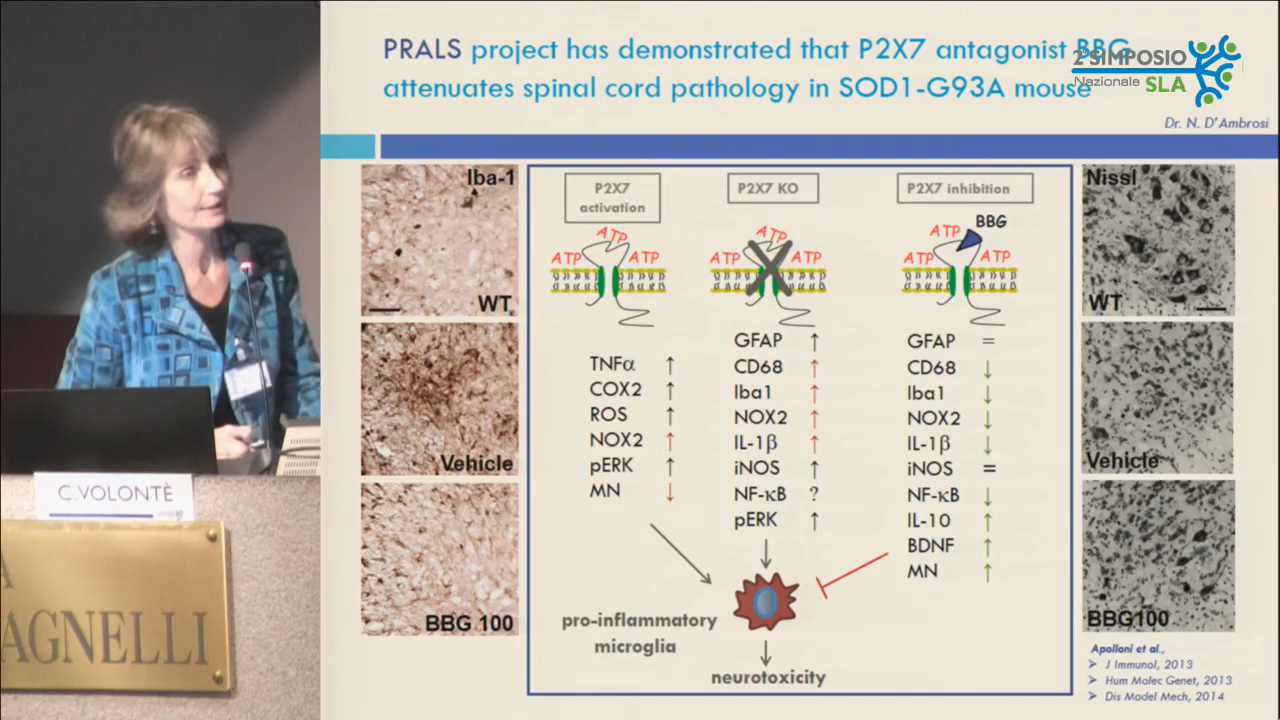 PRALS project has demonstrated that P2X7 antagonist BBG
attenuates spinal cord pathology in SOD1-G93A mouse
2° SIMPOSIO
Nazionale SLA
Dr. N. D'Ambrosi
Iba-1
WT
Vehicle
BBG 100
P2X7
activation
ATP
ATP
ATP
TNFα ↑
COX2 ↑
ROS ↑
NOX2 ↑
pERK ↑
MN ↓
P2X7 KO
ATP
ATP
ATP
GFAP ↑
CD68 ↑
Iba1 ↑
NOX2 ↑
IL-1β ↑
iNOS ↑
NF-κB ?
pERK ↑
P2X7 inhibition
BBG
ATP
ATP
ATP
GFAP =
CD68 ↓
Iba1 ↓
NOX2 ↓
IL-1β ↓
iNOS =
NF-κB ↓
IL-10 ↑
BDNF ↑
MN ↑
pro-inflammatory
microglia
neurotoxicity
Nissl
WT
Vehicle
BBG100
Apolloni et al.,
➢ J Immunol, 2013
➢ Hum Molec Genet, 2013
➢ Dis Model Mech, 2014
C.VOLONTÈ
A
AGNELLI